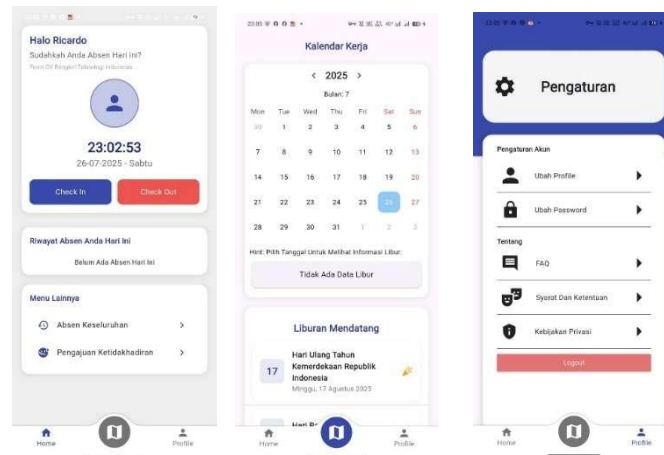 Halo Ricardo
Sudahkah Anda Absen Hari Ini?
23:02:53
26-07-2025 - Sabtu
Check In
Check Out
Riwayat Absen Anda Hari Ini
Belum Ada Absen Hari Ini
Menu Lainnya
Absen Keseluruhan
Pengajuan Ketidakhadiran
Home
Profile
Kalendar Kerja
< 2025 >
Bulan: 7
Mon Tue Wed Thu Fri Sat Sun
30 1 2 3 4 5 6
7 8 9 10 11 12 13
14 15 16 17 18 19 20
21 22 23 24 25 26 27
28 29 30 31 1 2 3
Hint: Pilih Tanggal Untuk Melihat Informasi Libur.
Tidak Ada Data Libur
Liburan Mendatang
17
Hari Ulang Tahun
Kemerdekaan Republik
Indonesia
Minggu, 17 Agustus 2025
Home
Profile
Pengaturan
Pengaturan Akun
Ubah Profile
Ubah Password
Tentang
FAQ
Syarat Dan Ketentuan
Kebijakan Privasi
Logout
Home
Profile